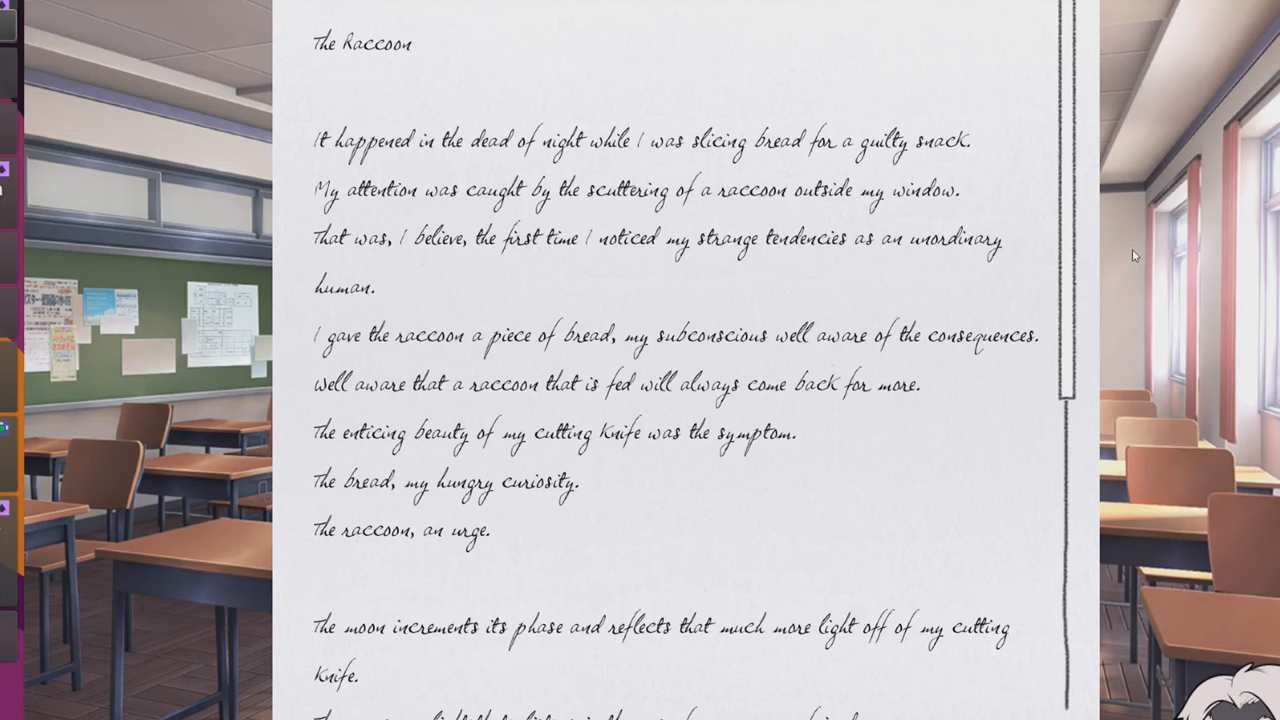 The Raccoon
It happened in the dead of night while I was slicing bread for a guilty snack.
My attention was caught by the scuttering of a raccoon outside my window.
That was, I believe, the first time I noticed my strange tendencies as an unordinary
human.
I gave the raccoon a piece of bread, my subconscious well aware of the consequences.
Well aware that a raccoon that is fed will always come back for more.
The enticing beauty of my cutting knife was the symptom.
The bread, my hungry curiosity.
The raccoon, an urge.
The moon increments its phase and reflects that much more light off of my cutting
knife.